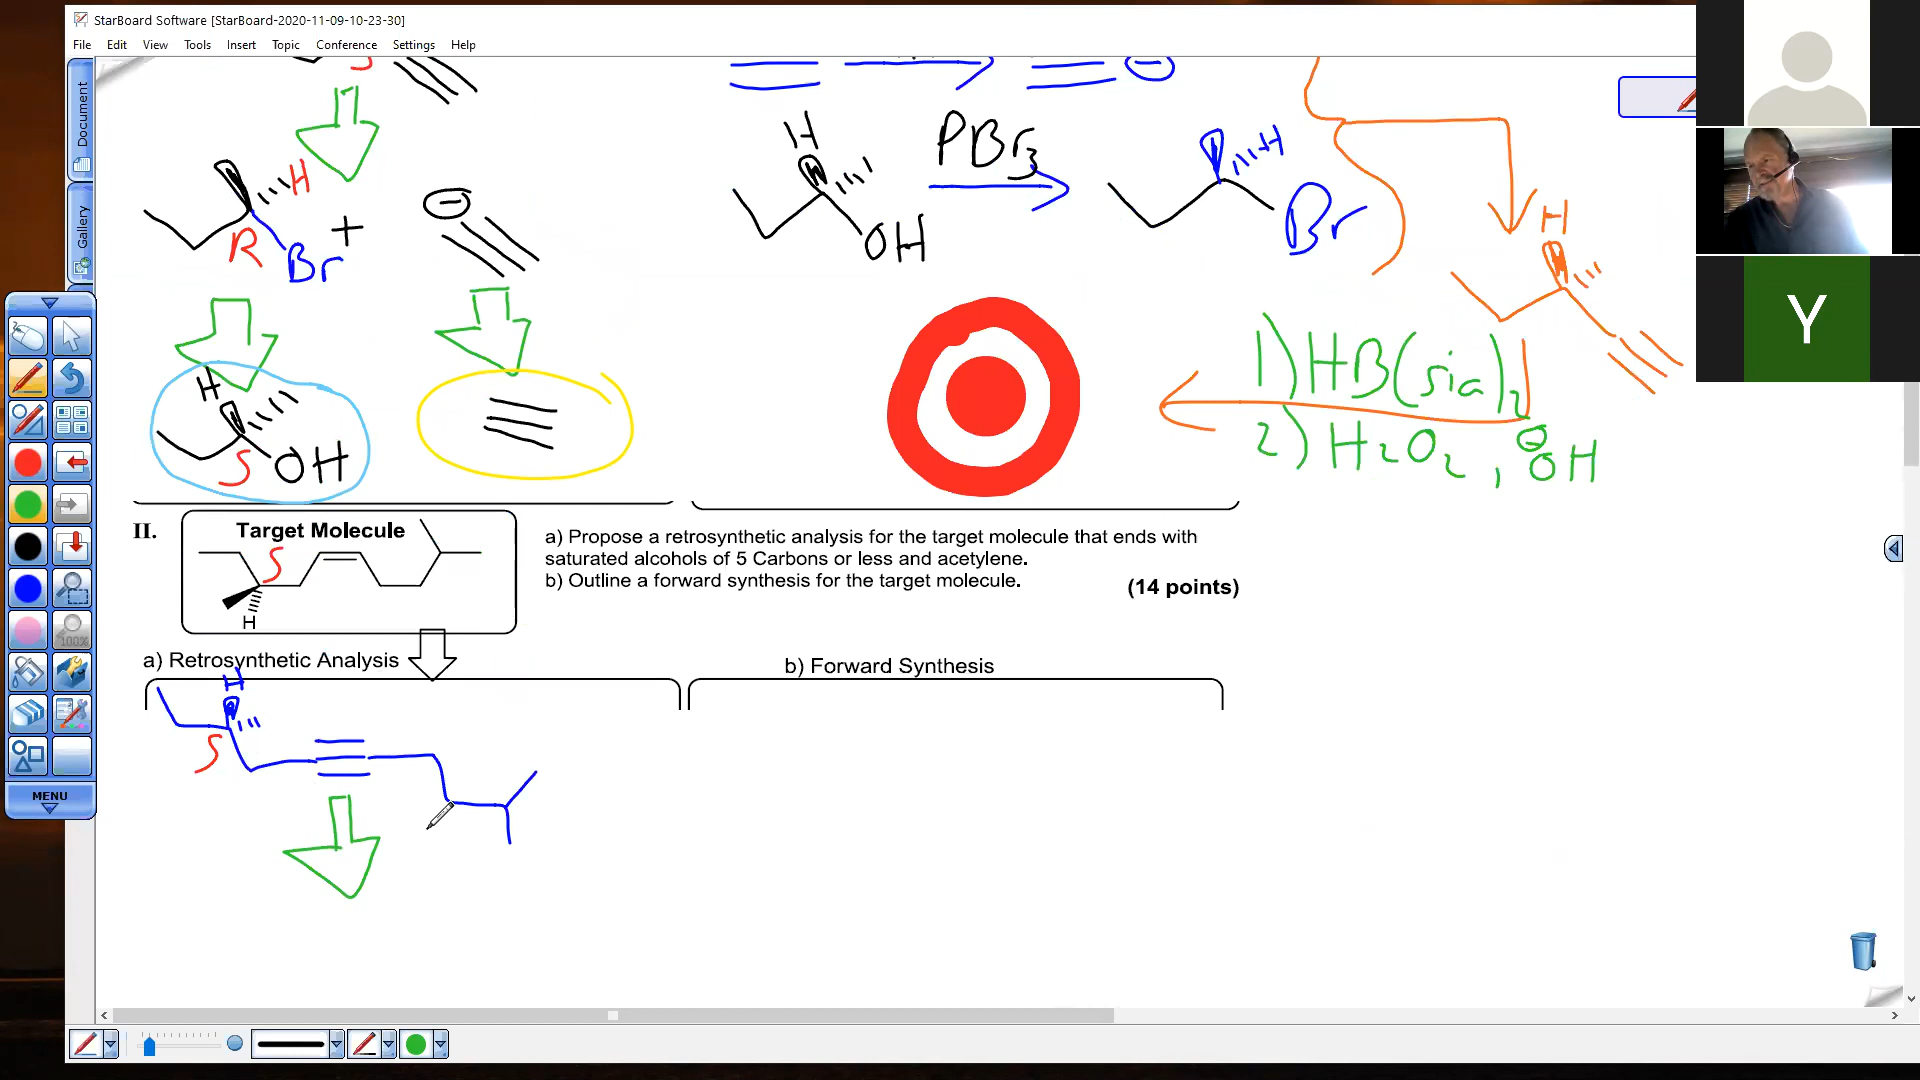 StarBoard Software [StarBoard-2020-11-09-10-23-30]
File Edit View Tools Insert Topic Conference Settings Help
Document
Gallery
S
H
R
Br
+
H
OH
PBr3
H
Br
H
H
S
OH
1) HB(sia)2
2) H2O2, OH
Y
II.
Target Molecule
S
H
a) Propose a retrosynthetic analysis for the target molecule that ends with
saturated alcohols of 5 Carbons or less and acetylene.
b) Outline a forward synthesis for the target molecule.
(14 points)
a) Retrosynthetic Analysis
b) Forward Synthesis
H
S
100%
MENU